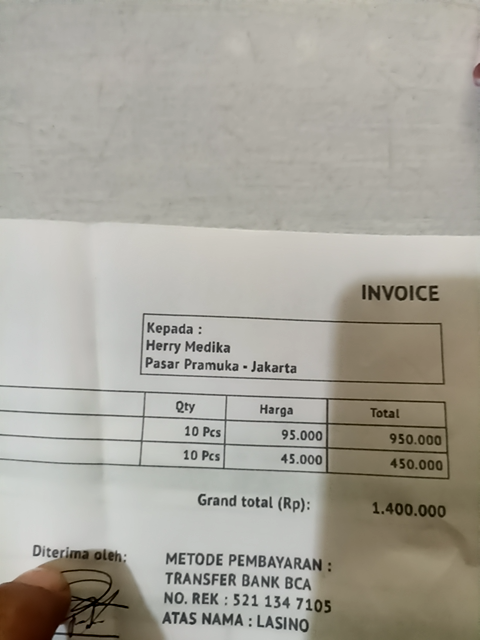 INVOICE
Kepada :
Herry Medika
Pasar Pramuka - Jakarta
Qty Harga Total
10 Pcs 95.000 950.000
10 Pcs 45.000 450.000
Grand total (Rp): 1.400.000
Diterima oleh:
METODE PEMBAYARAN :
TRANSFER BANK BCA
NO. REK : 521 134 7105
ATAS NAMA : LASINO